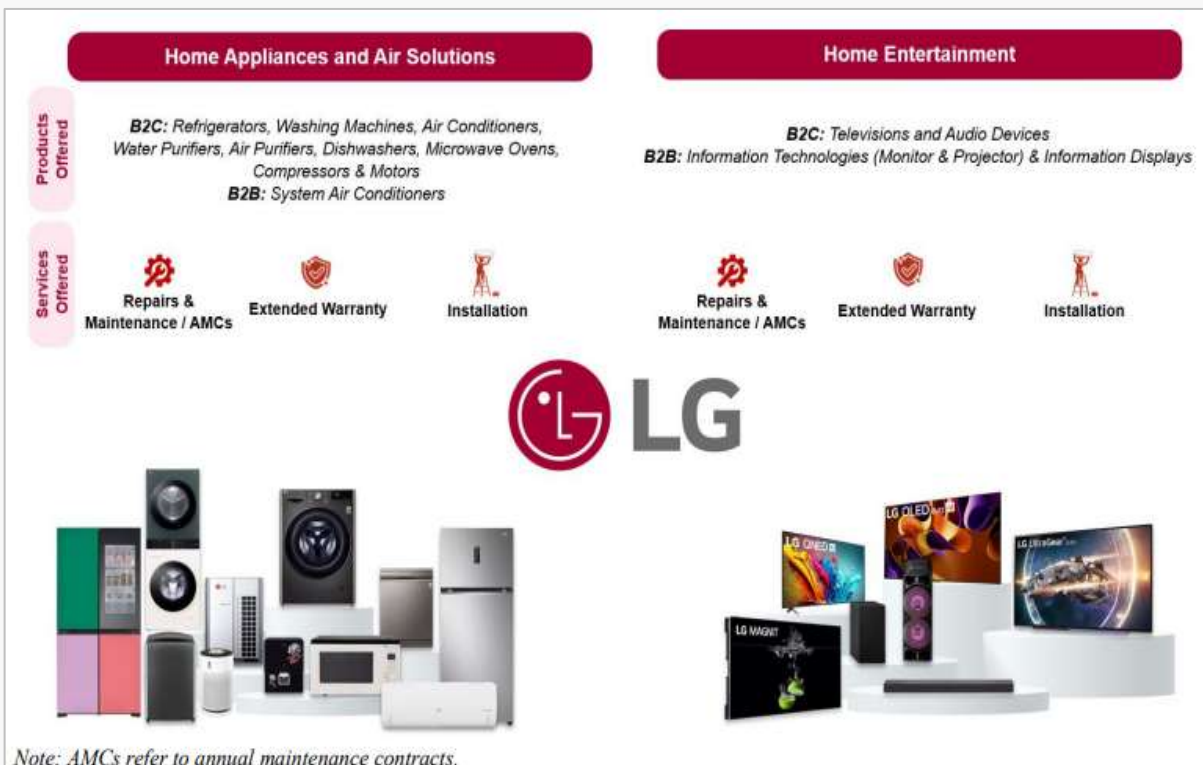 Home Appliances and Air Solutions
Home Entertainment
Products
Offered
B2C: Refrigerators, Washing Machines, Air Conditioners,
Water Purifiers, Air Purifiers, Dishwashers, Microwave Ovens,
Compressors & Motors
B2B: System Air Conditioners
B2C: Televisions and Audio Devices
B2B: Information Technologies (Monitor & Projector) & Information Displays
Services
Offered
Repairs &
Maintenance / AMCs
Extended Warranty
Installation
Repairs &
Maintenance / AMCs
Extended Warranty
Installation
LG
LG OLED
LG QNED
LG UltraGear
LG MAGNIT
Note: AMCs refer to annual maintenance contracts.